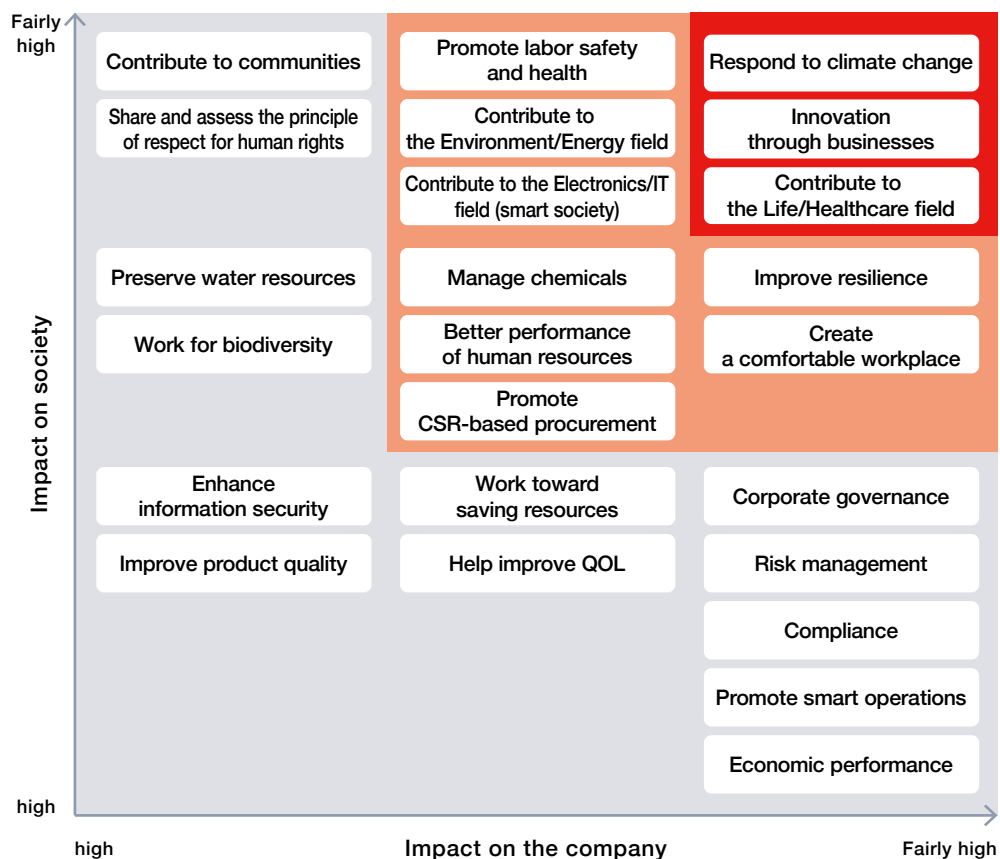 Fairly
high
Contribute to communities
Promote labor safety
and health
Respond to climate change
Share and assess the principle
of respect for human rights
Contribute to
the Environment/Energy field
Innovation
through businesses
Contribute to the Electronics/IT
field (smart society)
Contribute to
the Life/Healthcare field
Preserve water resources
Manage chemicals
Improve resilience
Work for biodiversity
Better performance
of human resources
Create
a comfortable workplace
Promote
CSR-based procurement
Impact on society
Enhance
information security
Work toward
saving resources
Corporate governance
Improve product quality
Help improve QOL
Risk management
Compliance
Promote smart operations
Economic performance
high
high
Impact on the company
Fairly high